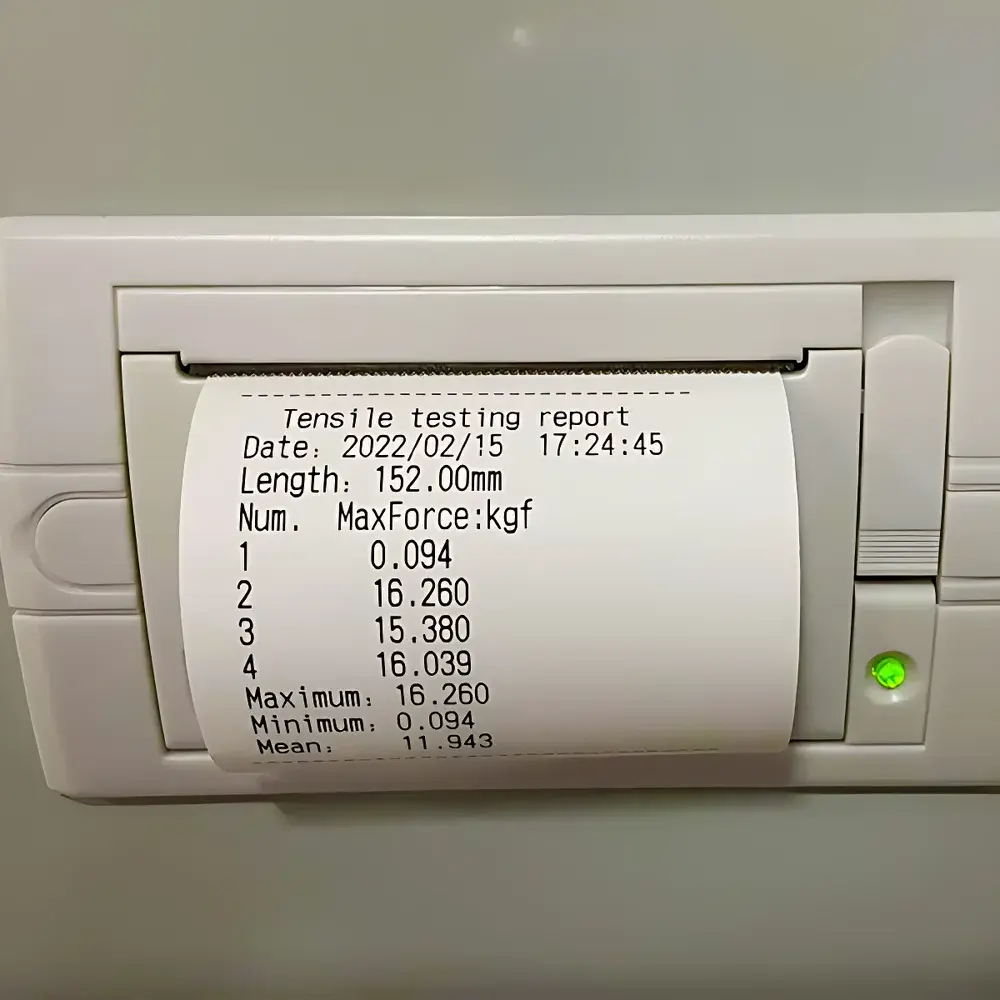 Tensile testing report
Date: 2022/02/15 17:24:45
Length: 152.00mm
Num. MaxForce:kgf
1 0.094
2 16.260
3 15.380
4 16.039
Maximum: 16.260
Minimum: 0.094
Mean: 11.943